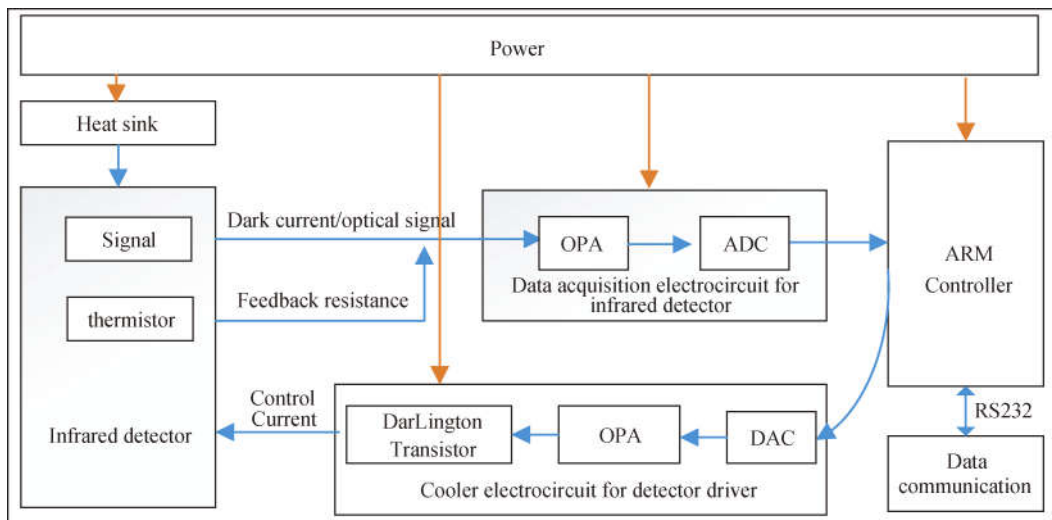 Power
Heat sink
Signal
thermistor
Infrared detector
Dark current/optical signal
Feedback resistance
OPA
ADC
Data acquisition electrocircuit for
infrared detector
ARM
Controller
RS232
Data
communication
Control
Current
DarLington
Transistor
OPA
DAC
Cooler electrocircuit for detector driver